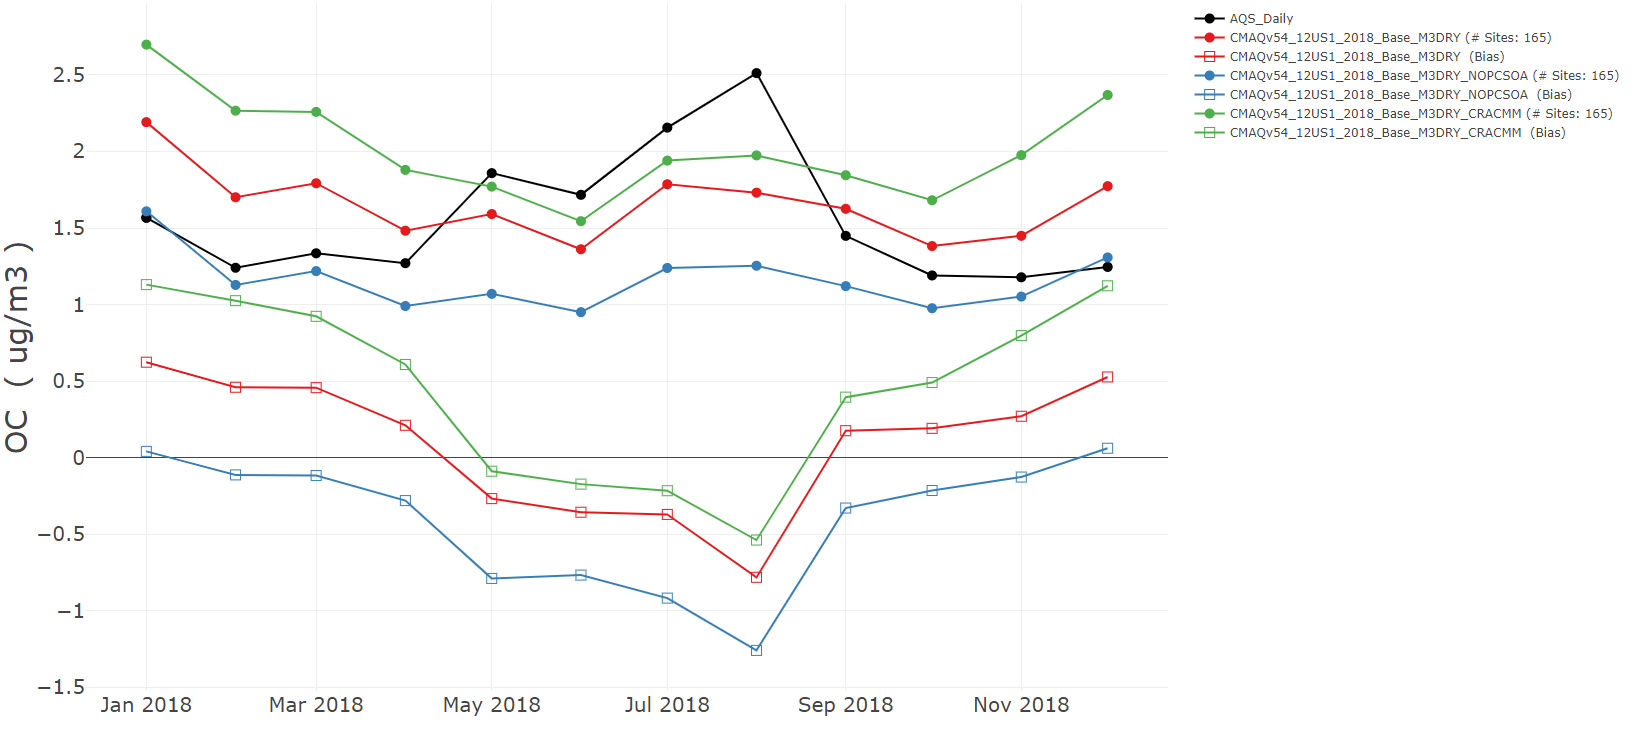 OC ( ug/m3 )
2.5
2
1.5
1
0.5
0
−0.5
−1
−1.5
Jan 2018
Mar 2018
May 2018
Jul 2018
Sep 2018
Nov 2018
AQS_Daily
CMAQv54_12US1_2018_Base_M3DRY (# Sites: 165)
CMAQv54_12US1_2018_Base_M3DRY (Bias)
CMAQv54_12US1_2018_Base_M3DRY_NOPCSOA (# Sites: 165)
CMAQv54_12US1_2018_Base_M3DRY_NOPCSOA (Bias)
CMAQv54_12US1_2018_Base_M3DRY_CRACMM (# Sites: 165)
CMAQv54_12US1_2018_Base_M3DRY_CRACMM (Bias)